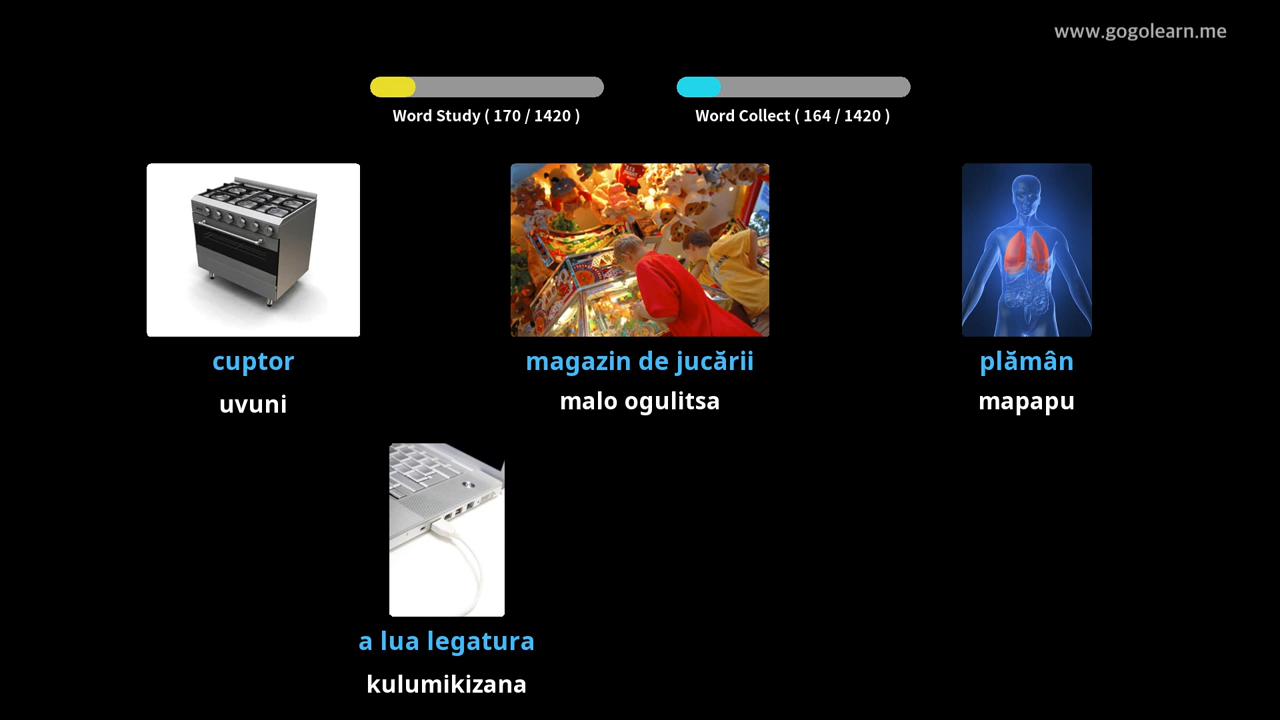 www.gogolearn.me
Word Study ( 170 / 1420 )
Word Collect ( 164 / 1420 )
cuptor
uvuni
magazin de jucării
malo ogulitsa
plămân
mapapu
a lua legatura
kulumikizana